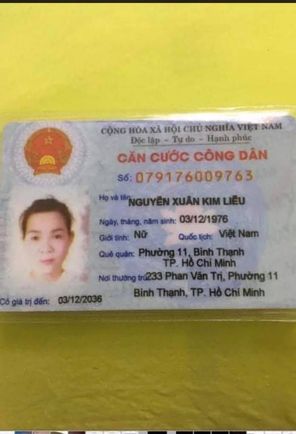 CỘNG HÒA XÃ HỘI CHỦ NGHĨA VIỆT NAM
Độc lập - Tự do - Hạnh phúc
CĂN CƯỚC CÔNG DÂN
Số: 079176009763
Họ và tên: NGUYỄN XUÂN KIM LIỄU
Ngày, tháng, năm sinh: 03/12/1976
Giới tính: Nữ Quốc tịch: Việt Nam
Quê quán: Phường 11, Bình Thạnh
TP. Hồ Chí Minh
Nơi thường trú: 233 Phan Văn Trị, Phường 11
Bình Thạnh, TP. Hồ Chí Minh
Có giá trị đến: 03/12/2036